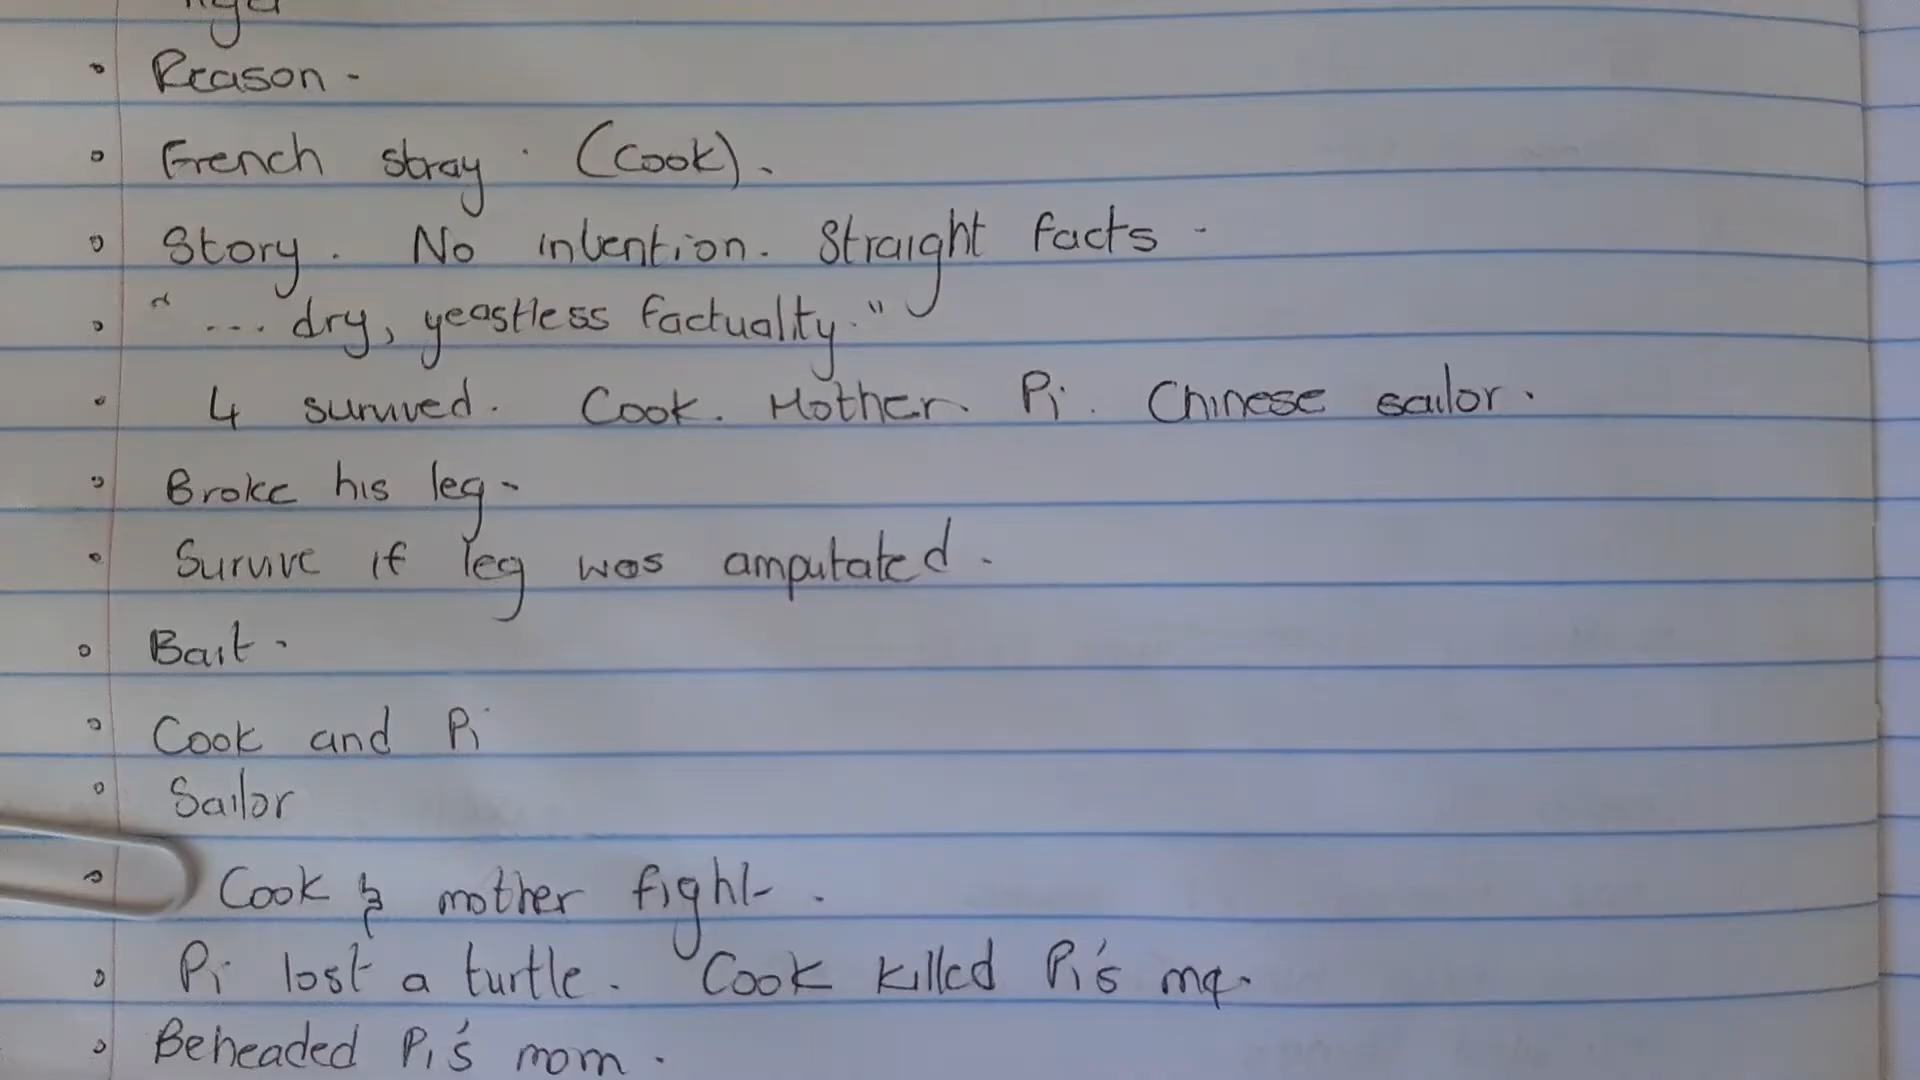 • Reason.
• French stray. (Cook).
• Story. No intention. Straight facts.
• "... dry, yeastless factuality."
• 4 survived. Cook. Mother. Pi. Chinese sailor.
• Broke his leg.
• Survive if leg was amputated.
• Bait.
• Cook and Pi
• Sailor
• Cook & mother fight.
• Pi lost a turtle. Cook killed Pi's
• Beheaded Pi's mom.